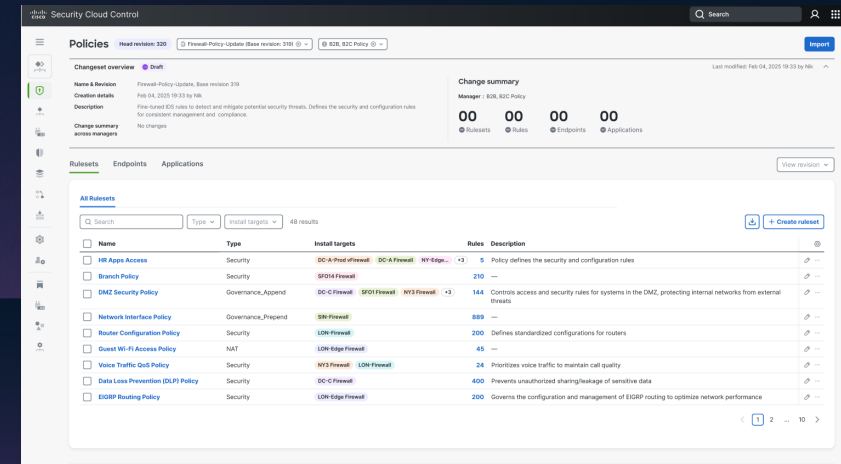 cisco Security Cloud Control
Search
Policies
Head revision: 320
Firewall-Policy-Update (Base revision: 319)
B2B, B2C Policy
Import
Changeset overview
Draft
Last modified: Feb 04, 2025 19:33 by Nik
Name & Revision
Firewall-Policy-Update, Base revision 319
Creation details
Feb 04, 2025 19:33 by Nik
Description
Fine-tuned IDS rules to detect and mitigate potential security threats. Defines the security and configuration rules
for consistent management and compliance.
Change summary
across managers
No changes
Change summary
Manager : B2B, B2C Policy
00 00 00 00
Rulesets Rules Endpoints Applications
Rulesets Endpoints Applications
View revision
All Rulesets
Search
Type
Install targets
48 results
+ Create ruleset
Name Type Install targets Rules Description
HR Apps Access Security DC-A-Prod vFirewall DC-A Firewall NY-Edge... +3 5 Policy defines the security and configuration rules
Branch Policy Security SFO14 Firewall 210 —
DMZ Security Policy Governance_Append DC-C Firewall SFO1 Firewall NY3 Firewall +3 144 Controls access and security rules for systems in the DMZ, protecting internal networks from external
threats
Network Interface Policy Governance_Prepend SIN-Firewall 889 —
Router Configuration Policy Security LON-Firewall 200 Defines standardized configurations for routers
Guest Wi-Fi Access Policy NAT LON-Edge Firewall 45 —
Voice Traffic QoS Policy Security NY3 Firewall LON-Firewall 24 Prioritizes voice traffic to maintain call quality
Data Loss Prevention (DLP) Policy Security DC-C Firewall 400 Prevents unauthorized sharing/leakage of sensitive data
EIGRP Routing Policy Security LON-Edge Firewall 200 Governs the configuration and management of EIGRP routing to optimize network performance
1 2 ... 10